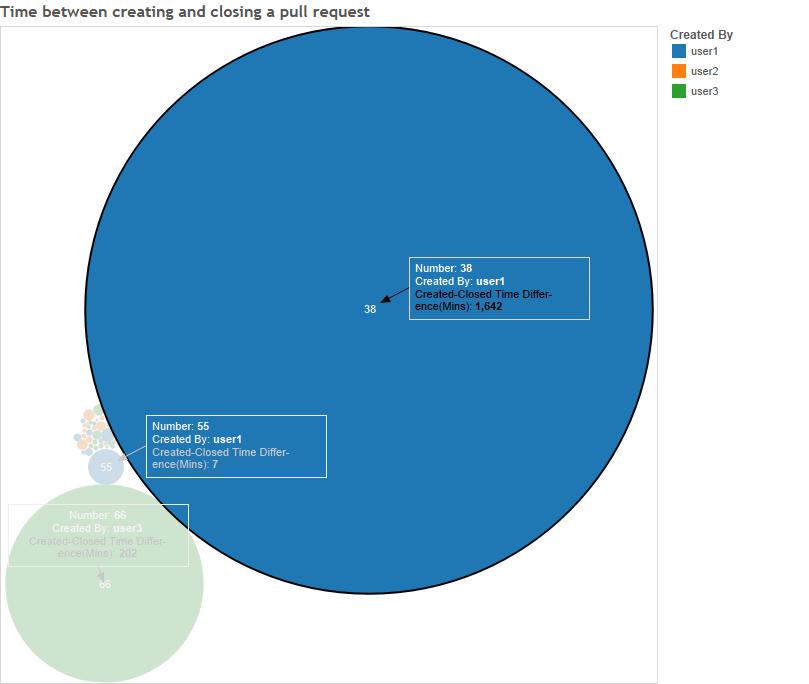 Time between creating and closing a pull request
Created By
user1
user2
user3
Number: 38
Created By: user1
Created-Closed Time Differ-
ence(Mins): 1,642
38
Number: 55
Created By: user1
Created-Closed Time Differ-
ence(Mins): 7
55
Number: 66
Created By: user3
Created-Closed Time Differ-
ence(Mins): 202
66